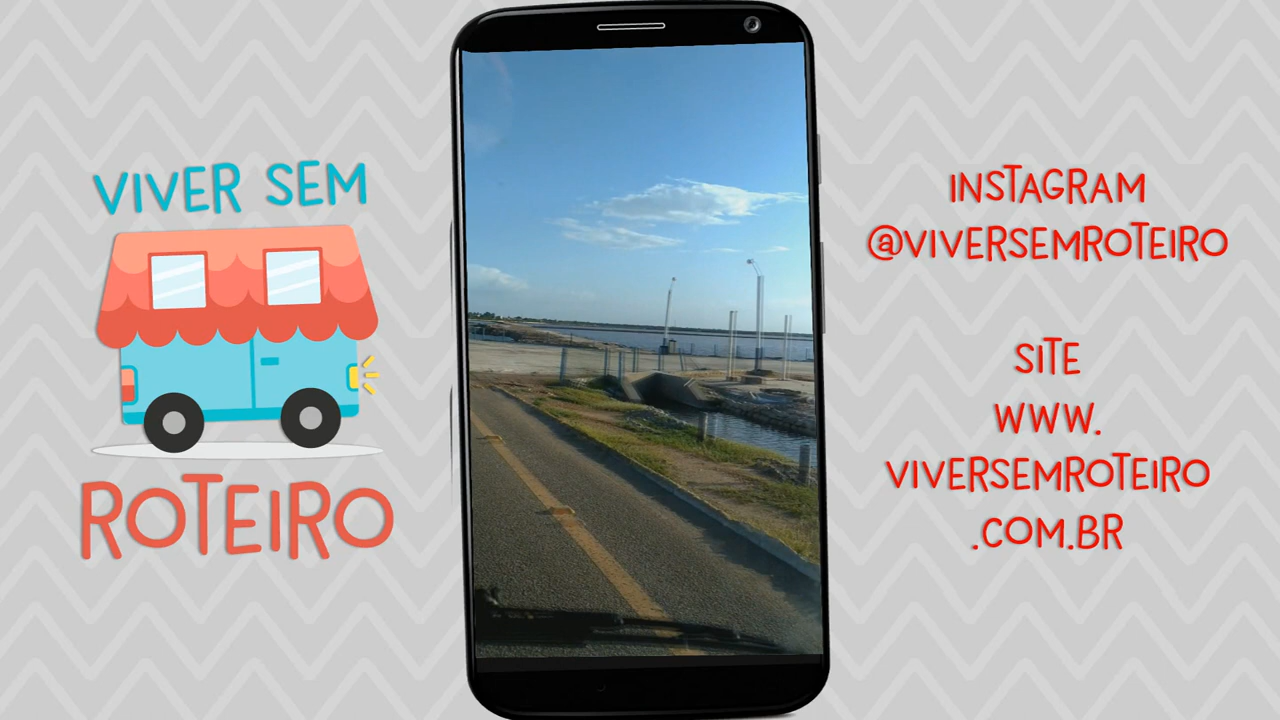 VIVER SEM
ROTEIRO
INSTAGRAM
@VIVERSEMROTEIRO
SITE
WWW.
VIVERSEMROTEIRO
.COM.BR